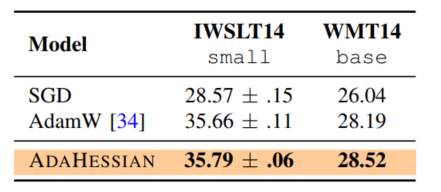 Model IWSLT14 WMT14
small base
SGD 28.57 ± .15 26.04
AdamW [34] 35.66 ± .11 28.19
ADAHESSIAN 35.79 ± .06 28.52